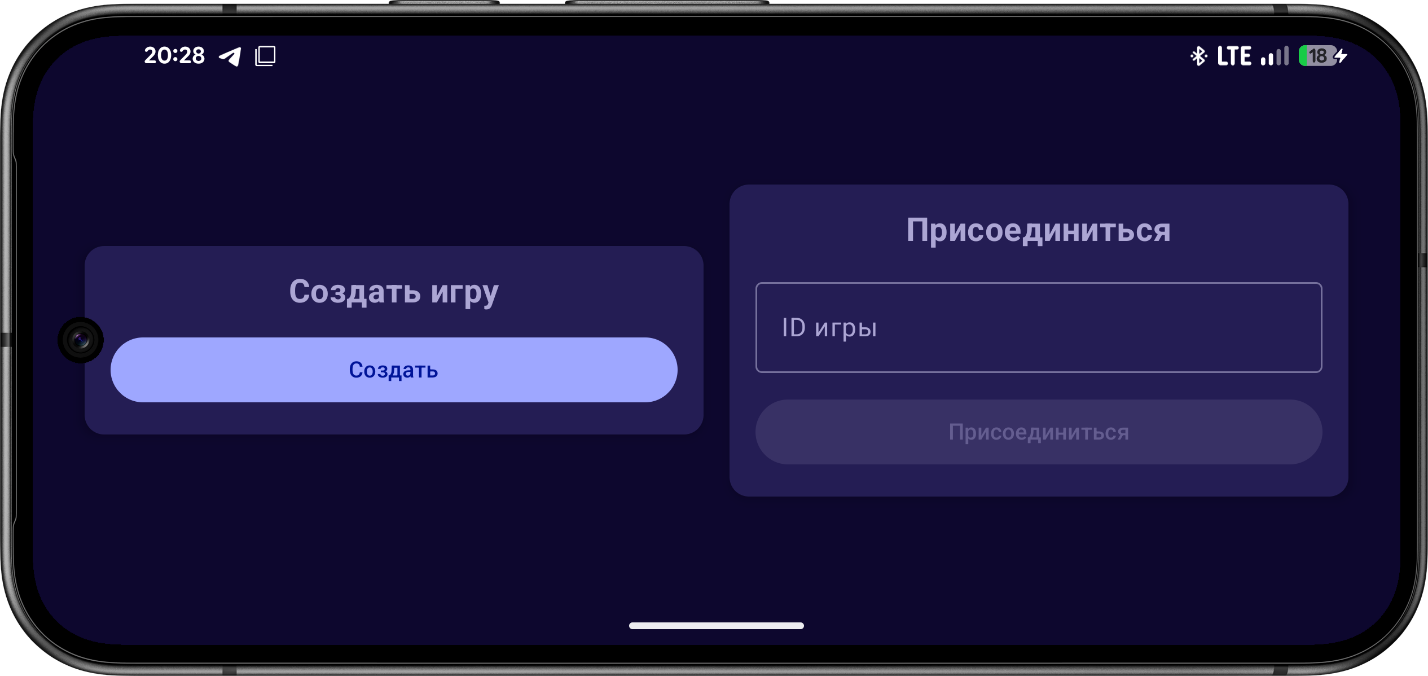 20:28
LTE 18
Создать игру
Создать
Присоединиться
ID игры
Присоединиться